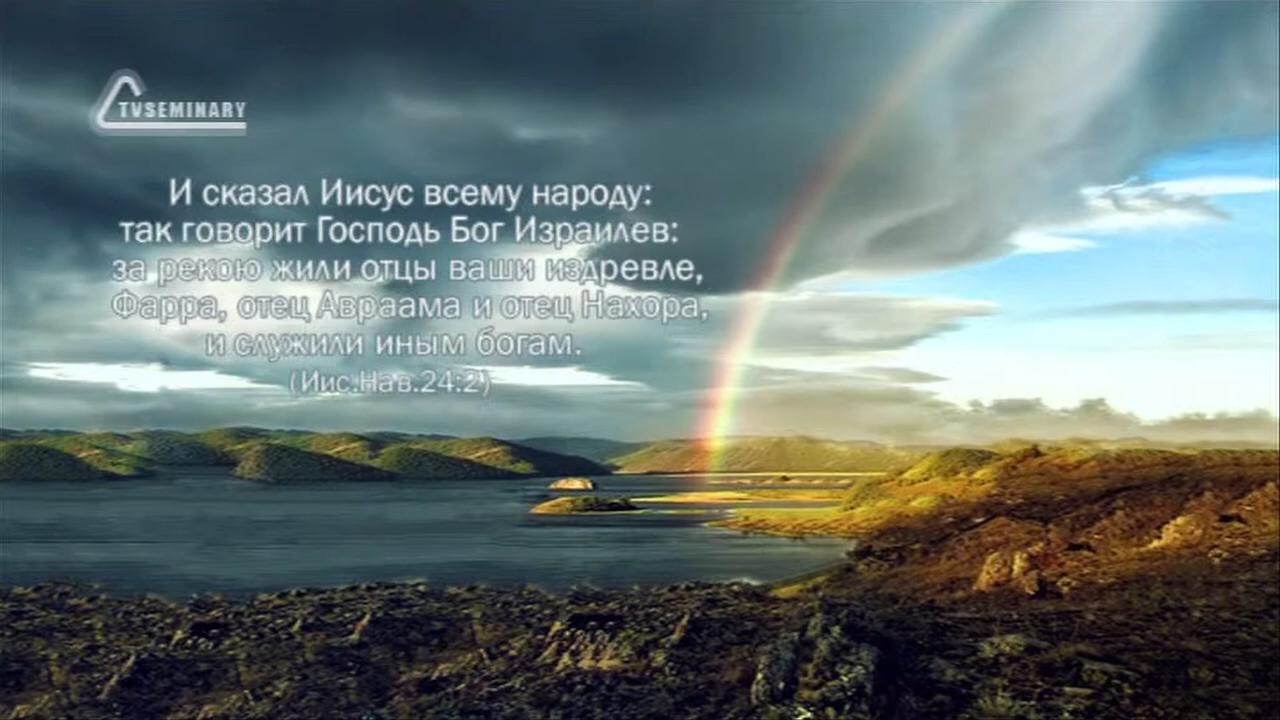 TVSEMINARY
И сказал Иисус всему народу:
так говорит Господь Бог Израилев:
за рекою жили отцы ваши издревле,
Фарра, отец Авраама и отец Нахора,
и служили иным богам.
(Иис.Нав.24:2)